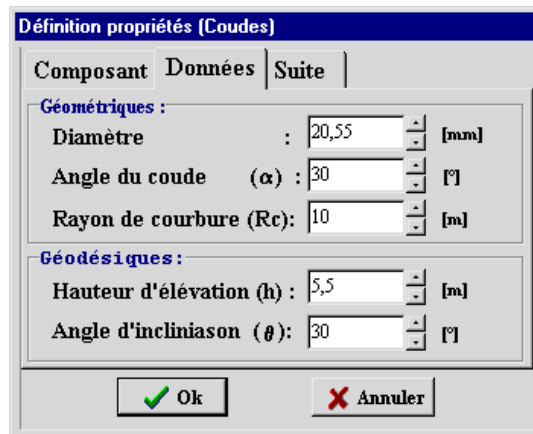 Définition propriétés (Coudes)
Composant Données Suite
Géométriques :
Diamètre : 20,55 [mm]
Angle du coude (α) : 30 [°]
Rayon de courbure (Rc): 10 [m]
Géodésiques:
Hauteur d'élévation (h) : 5,5 [m]
Angle d'incliniason (θ): 30 [°]
Ok Annuler